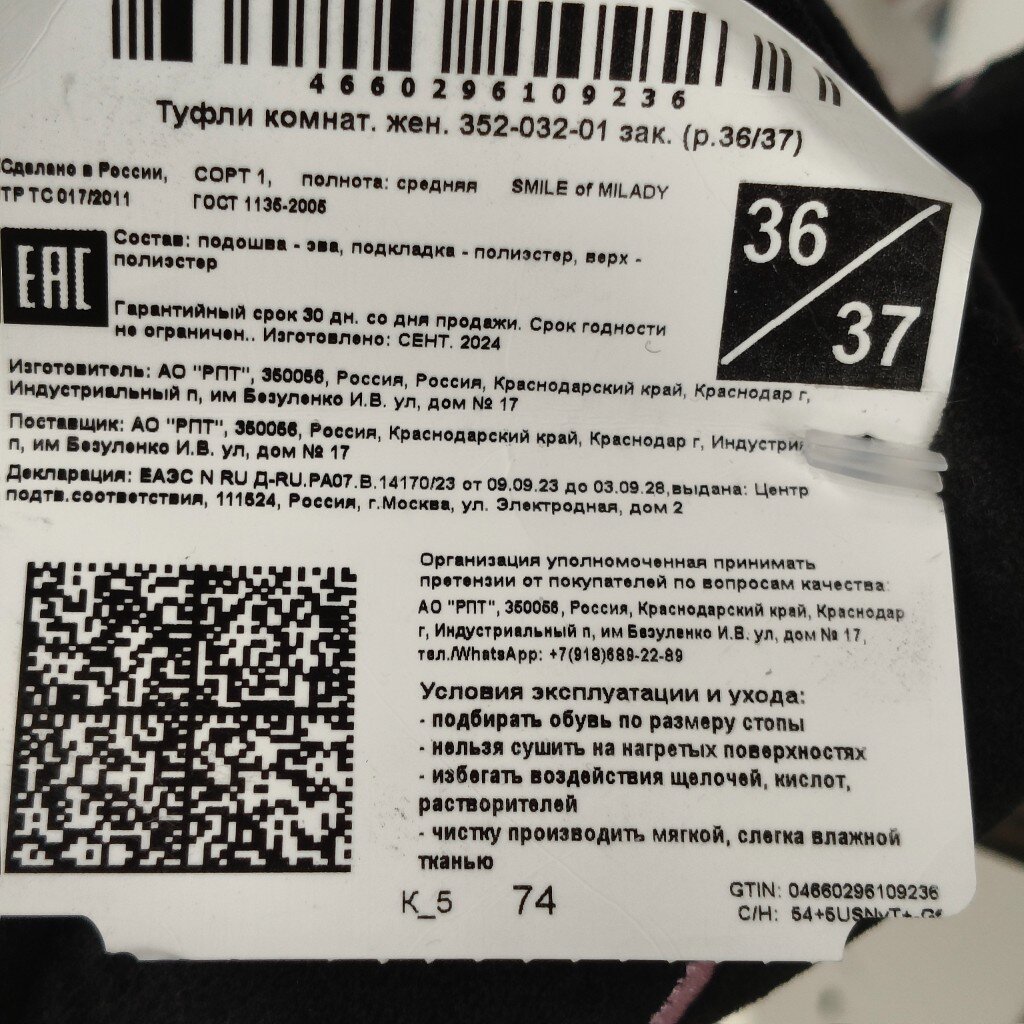 4660296109236
Туфли комнат. жен. 352-032-01 зак. (р.36/37)
Сделано в России,
ТР ТС 017/2011
СОРТ 1, полнота: средняя SMILE of MILADY
ГОСТ 1135-2005
36
37
EAC
Состав: подошва - эва, подкладка - полиэстер, верх -
полиэстер
Гарантийный срок 30 дн. со дня продажи. Срок годности
не ограничен.. Изготовлено: СЕНТ. 2024
Изготовитель: АО "РПТ", 350056, Россия, Россия, Краснодарский край, Краснодар г,
Индустриальный п, им Безуленко И.В. ул, дом № 17
Поставщик: АО "РПТ", 350056, Россия, Краснодарский край, Краснодар г,
п, им Безуленко И.В. ул, дом № 17
Декларация: ЕАЭС N RU Д-RU.РА07.В.14170/23 от 09.09.23 до 03.09.28,выдана: Центр
подтв.соответствия, 111524, Россия, г.Москва, ул. Электродная, дом 2
Организация уполномоченная принимать
претензии от покупателей по вопросам качества:
АО "РПТ", 350056, Россия, Краснодарский край, Краснодар
г, Индустриальный п, им Безуленко И.В. ул, дом № 17,
тел./WhatsApp: +7(918)689-22-89
Условия эксплуатации и ухода:
- подбирать обувь по размеру стопы
- нельзя сушить на нагретых поверхностях
- избегать воздействия щелочей, кислот,
растворителей
- чистку производить мягкой, слегка влажной
тканью
К_5 74
GTIN: 04660296109236
С/Н: